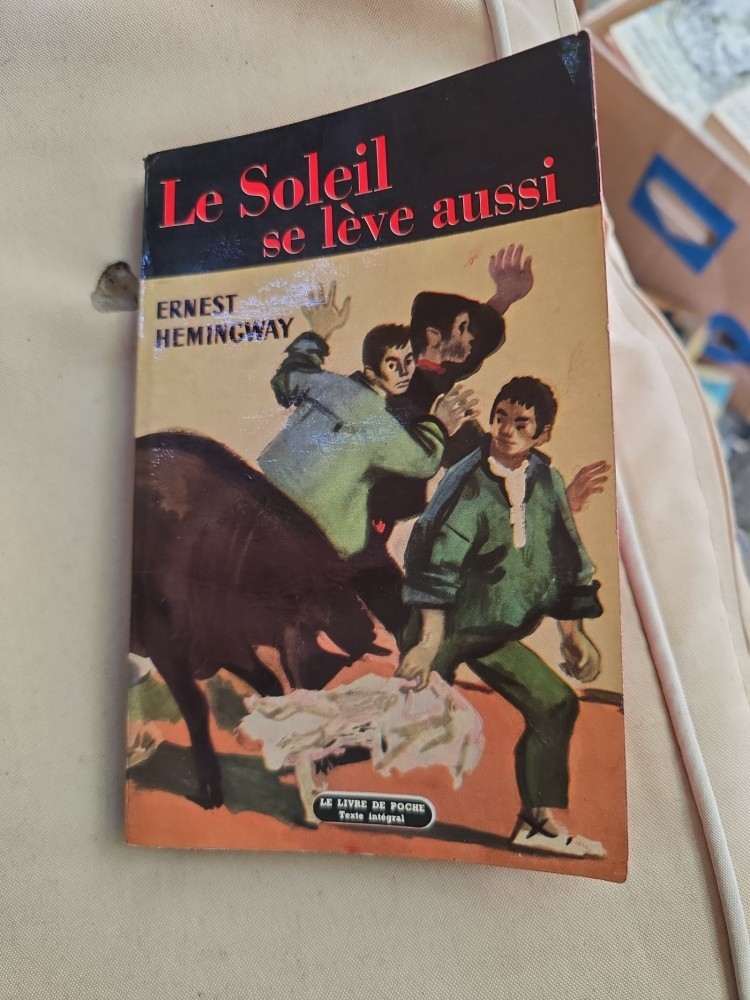 Le Soleil
se lève aussi
ERNEST
HEMINGWAY
LE LIVRE DE POCHE
Texte intégral